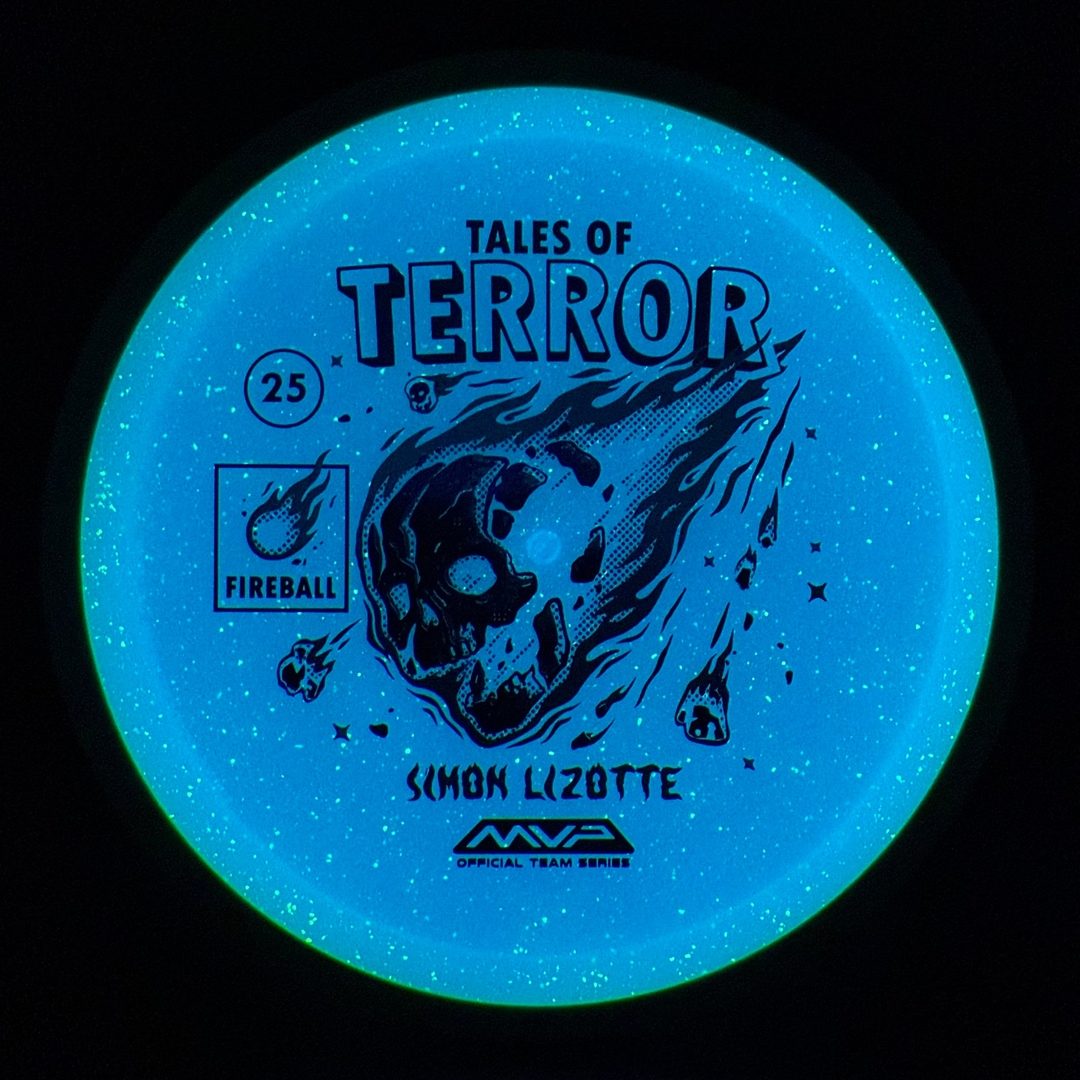 TALES OF
TERROR
25
FIREBALL
SIMON LIZOTTE
MVP
OFFICIAL TEAM SERIES